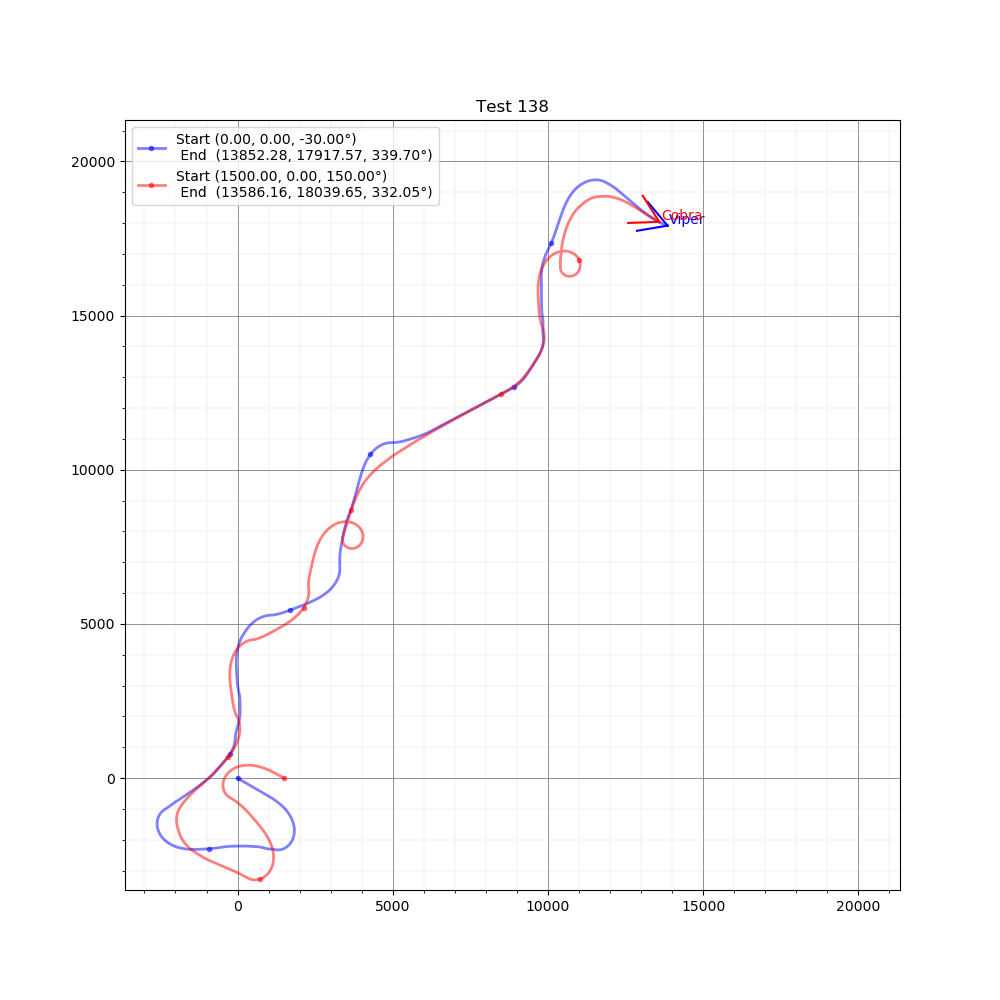 Test 138
Start (0.00, 0.00, -30.00°)
End (13852.28, 17917.57, 339.70°)
Start (1500.00, 0.00, 150.00°)
End (13586.16, 18039.65, 332.05°)
Cobra
Viper
20000
15000
10000
5000
0
0
5000
10000
15000
20000